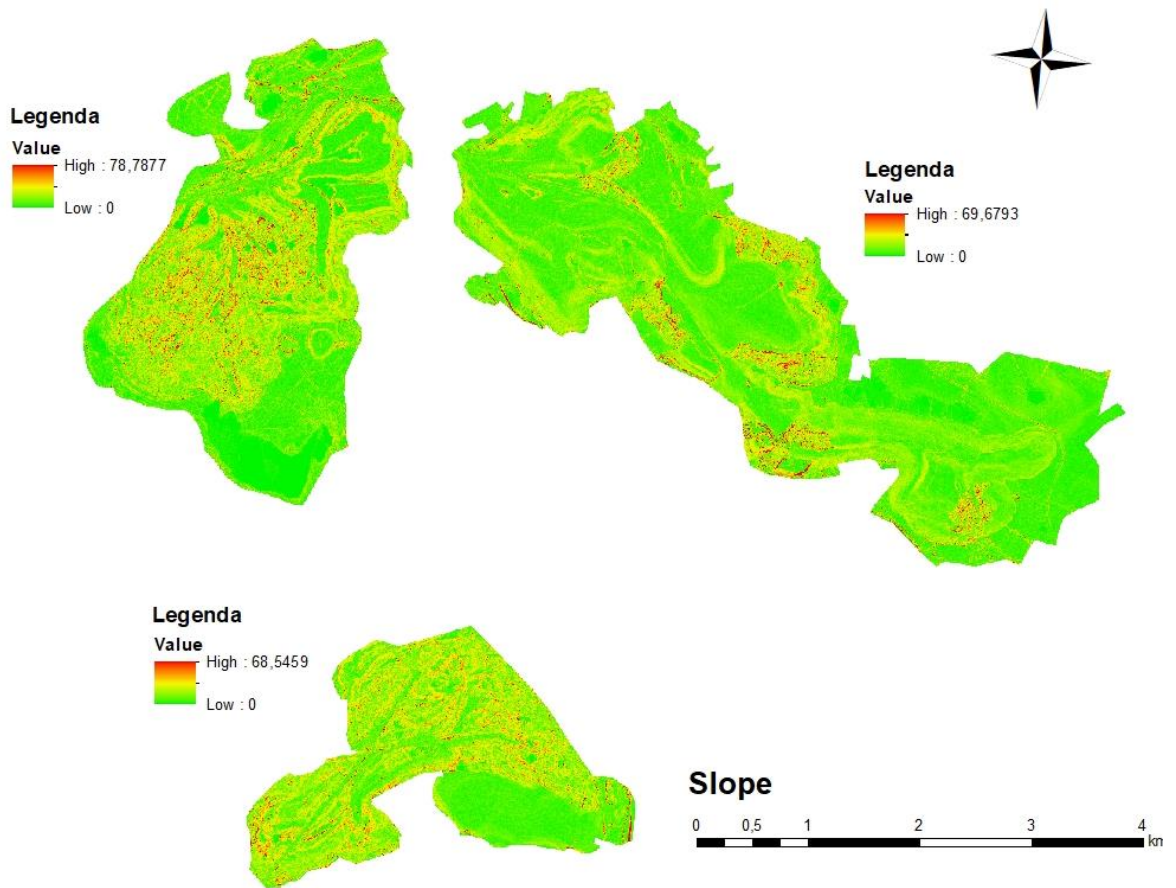 Legenda
Value
High : 78,7877
Low : 0
Legenda
Value
High : 69,6793
Low : 0
Legenda
Value
High : 68,5459
Low : 0
Slope
0 0,5 1 2 3 4
km